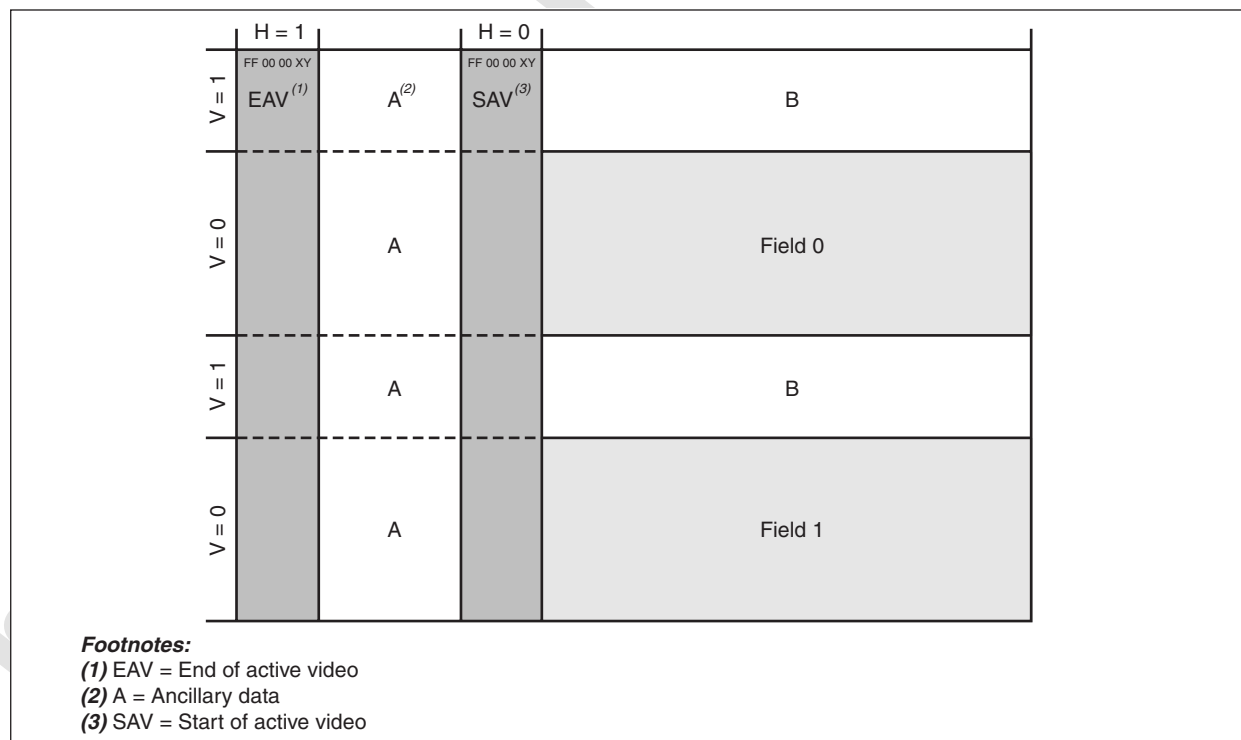 H = 1 H = 0
FF 00 00 XY FF 00 00 XY
V = 1 EAV(1) A(2) SAV(3) B
V = 0 A Field 0
V = 1 A B
V = 0 A Field 1
Footnotes:
(1) EAV = End of active video
(2) A = Ancillary data
(3) SAV = Start of active video